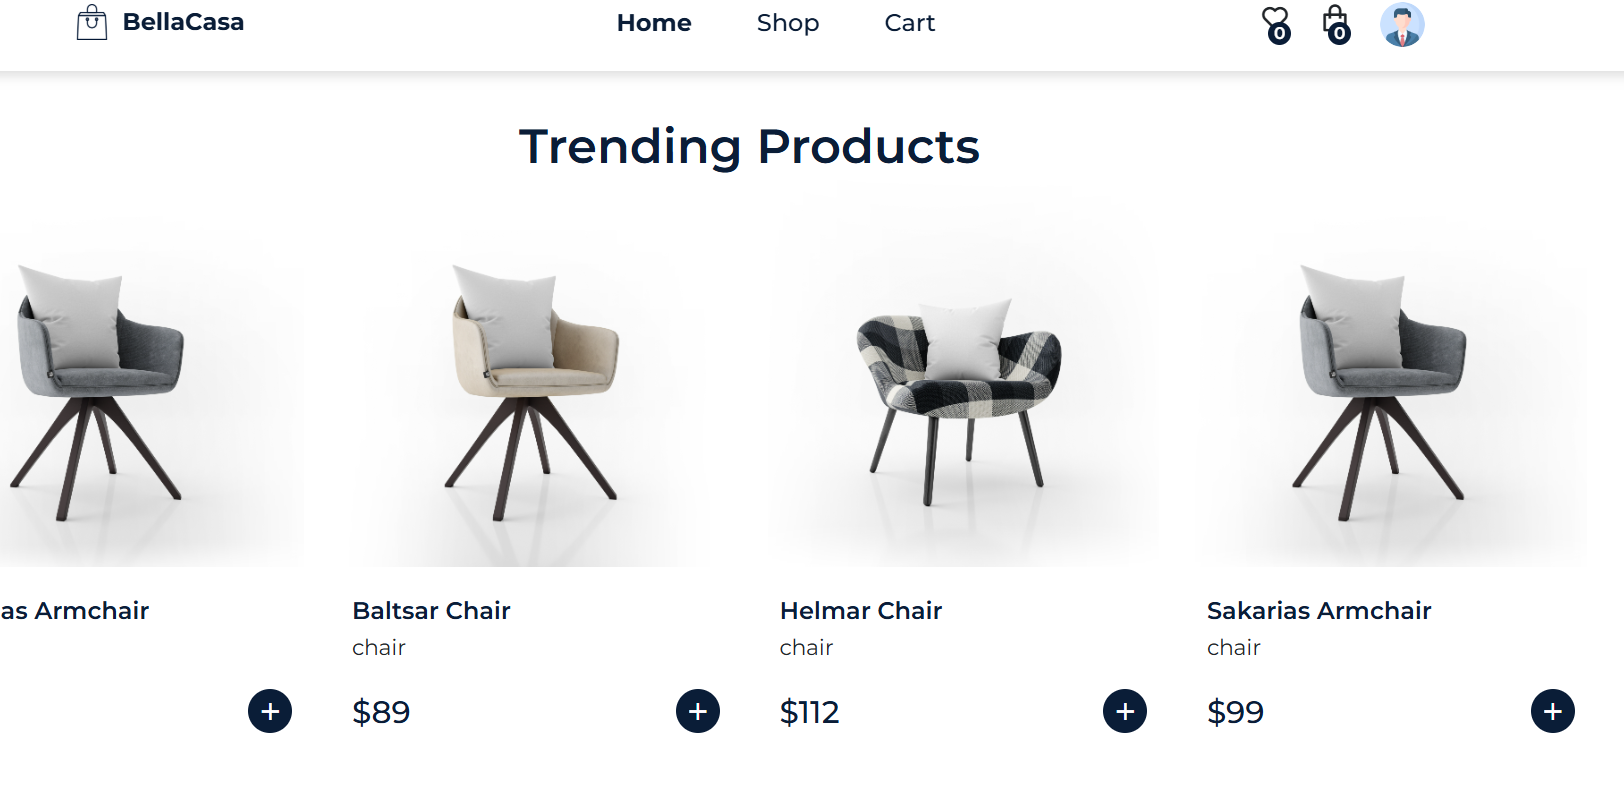 BellaCasa
Home Shop Cart
0 0
Trending Products
as Armchair
Baltsar Chair
Helmar Chair
Sakarias Armchair
chair
chair
chair
+
$89 +
$112 +
$99 +